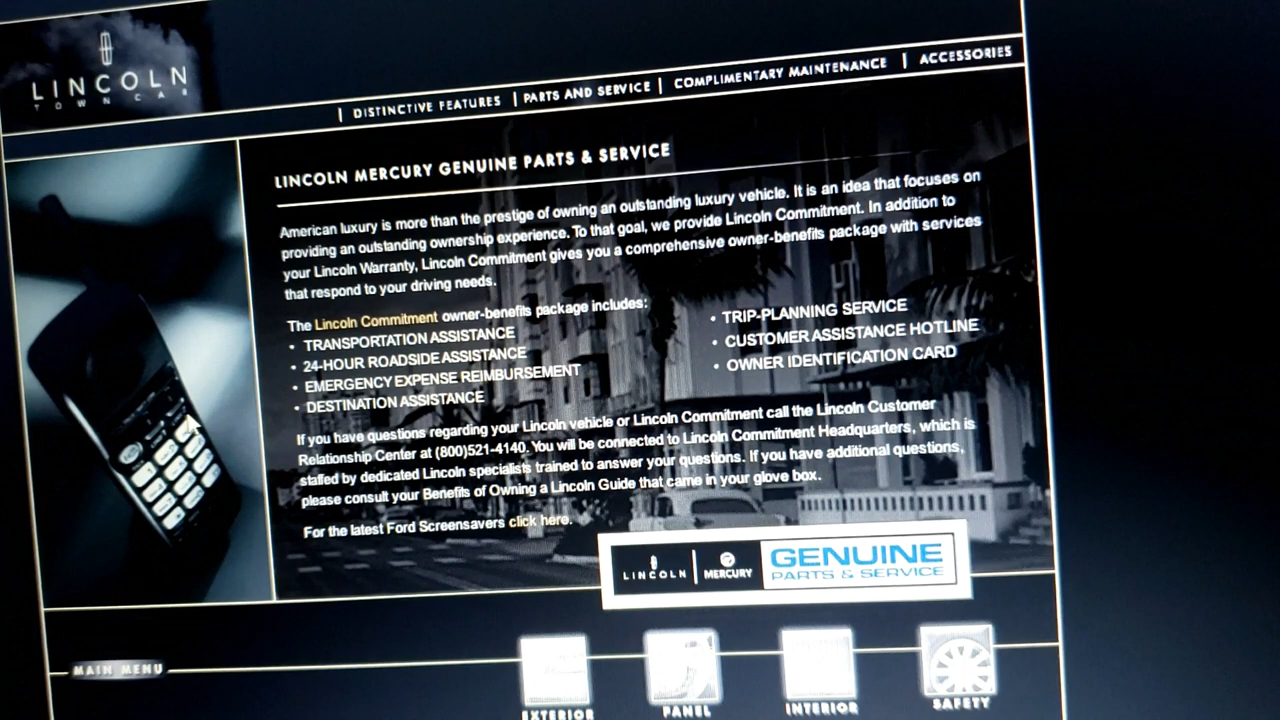 LINCOLN
TOWN CAR
| DISTINCTIVE FEATURES | PARTS AND SERVICE | COMPLIMENTARY MAINTENANCE | ACCESSORIES
LINCOLN MERCURY GENUINE PARTS & SERVICE
American luxury is more than the prestige of owning an outstanding luxury vehicle. It is an idea that focuses on
providing an outstanding ownership experience. To that goal, we provide Lincoln Commitment. In addition to
your Lincoln Warranty, Lincoln Commitment gives you a comprehensive owner-benefits package with services
that respond to your driving needs.
The Lincoln Commitment owner-benefits package includes:
• TRANSPORTATION ASSISTANCE
• 24-HOUR ROADSIDE ASSISTANCE
• EMERGENCY EXPENSE REIMBURSEMENT
• DESTINATION ASSISTANCE
• TRIP-PLANNING SERVICE
• CUSTOMER ASSISTANCE HOTLINE
• OWNER IDENTIFICATION CARD
If you have questions regarding your Lincoln vehicle or Lincoln Commitment call the Lincoln Customer
Relationship Center at (800)521-4140. You will be connected to Lincoln Commitment Headquarters, which is
staffed by dedicated Lincoln specialists trained to answer your questions. If you have additional questions,
please consult your Benefits of Owning a Lincoln Guide that came in your glove box.
For the latest Ford Screensavers click here.
LINCOLN | MERCURY
GENUINE
PARTS & SERVICE
MAIN MENU
EXTERIOR
PANEL
INTERIOR
SAFETY